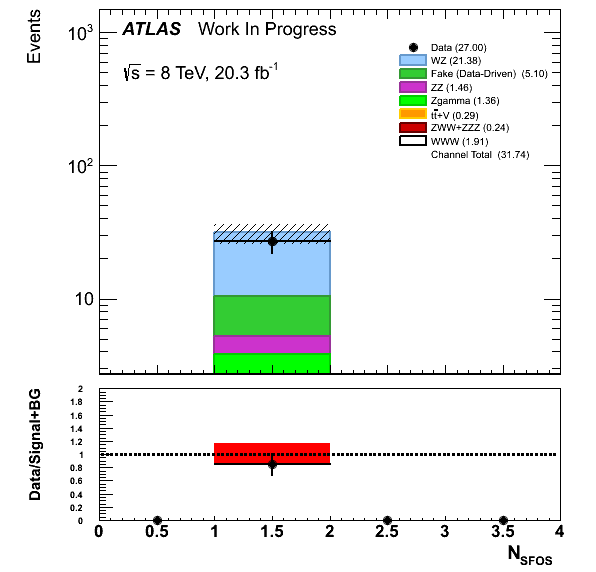 Events
10³
10²
10
ATLAS Work In Progress
√s = 8 TeV, 20.3 fb⁻¹
Data (27.00)
WZ (21.38)
Fake (Data-Driven) (5.10)
ZZ (1.46)
Zgamma (1.36)
tt̄+V (0.29)
ZWW+ZZZ (0.24)
WWW (1.91)
Channel Total (31.74)
Data/Signal+BG
2
1.8
1.6
1.4
1.2
1
0.8
0.6
0.4
0.2
0
0 0.5 1 1.5 2 2.5 3 3.5 4
N_SFOS